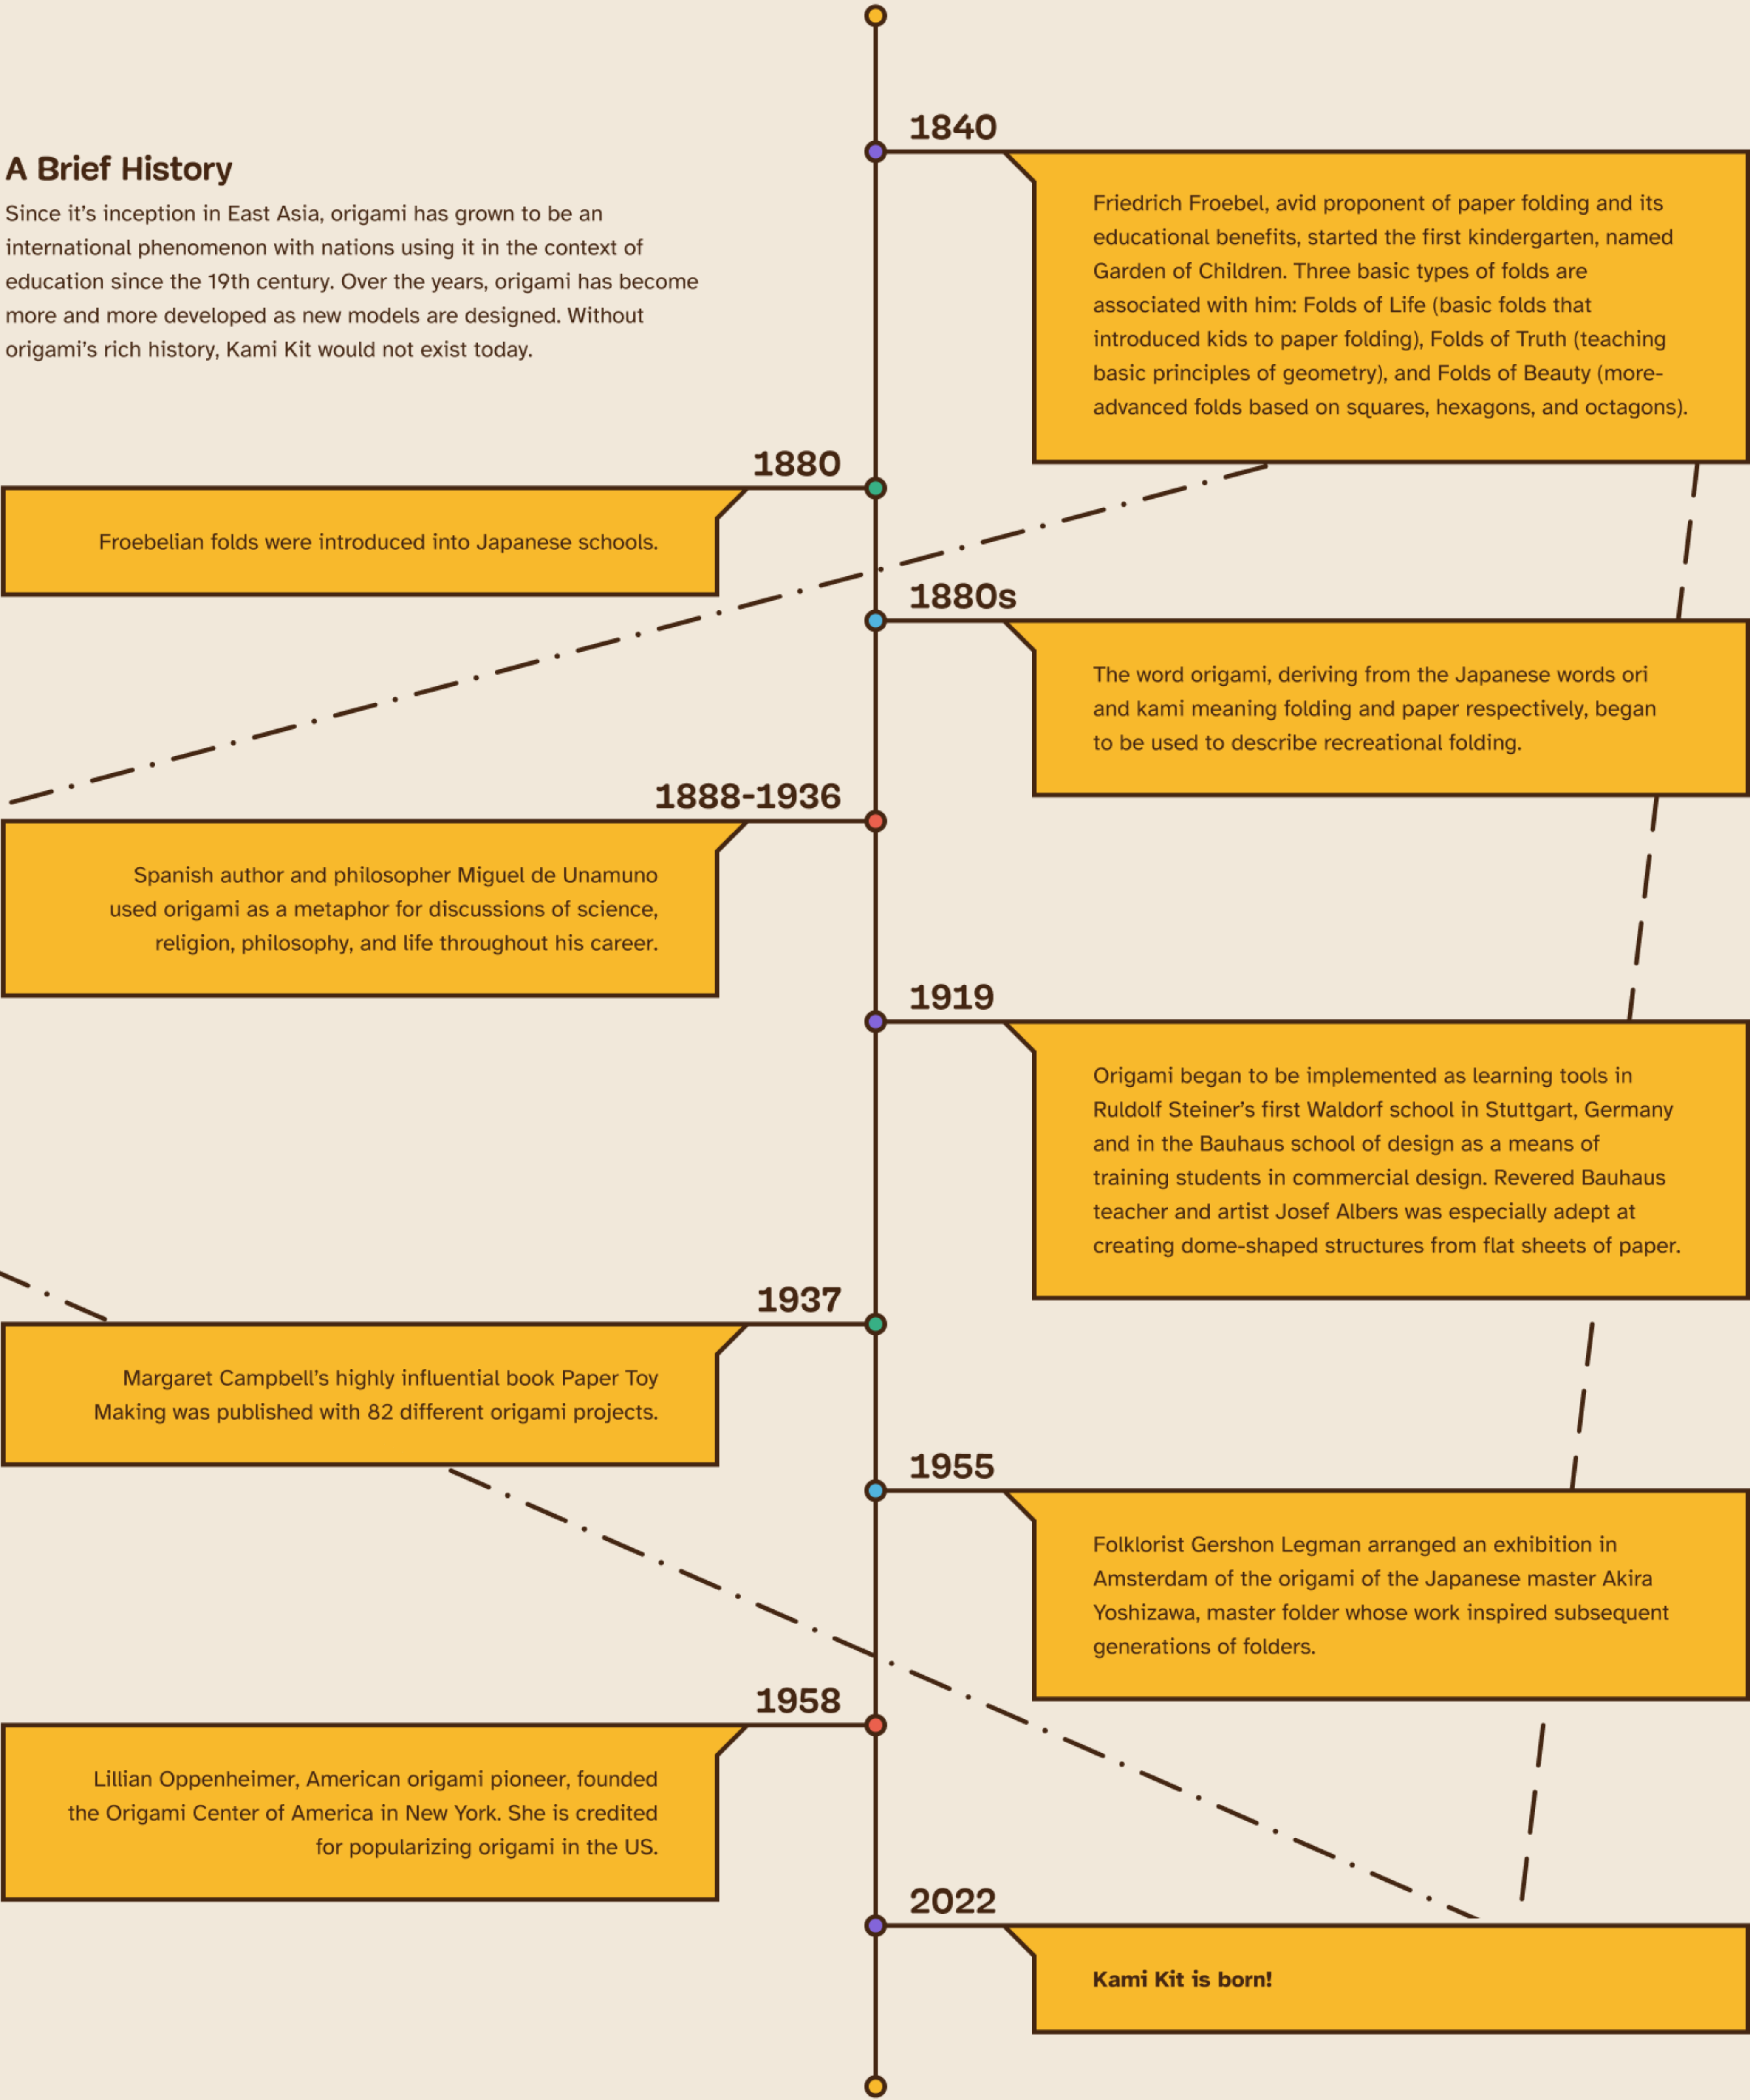 A Brief History
Since it's inception in East Asia, origami has grown to be an
international phenomenon with nations using it in the context of
education since the 19th century. Over the years, origami has become
more and more developed as new models are designed. Without
origami's rich history, Kami Kit would not exist today.
1840
Friedrich Froebel, avid proponent of paper folding and its
educational benefits, started the first kindergarten, named
Garden of Children. Three basic types of folds are
associated with him: Folds of Life (basic folds that
introduced kids to paper folding), Folds of Truth (teaching
basic principles of geometry), and Folds of Beauty (more-
advanced folds based on squares, hexagons, and octagons).
1880
Froebelian folds were introduced into Japanese schools.
1880s
The word origami, deriving from the Japanese words ori
and kami meaning folding and paper respectively, began
to be used to describe recreational folding.
1888-1936
Spanish author and philosopher Miguel de Unamuno
used origami as a metaphor for discussions of science,
religion, philosophy, and life throughout his career.
1919
Origami began to be implemented as learning tools in
Ruldolf Steiner's first Waldorf school in Stuttgart, Germany
and in the Bauhaus school of design as a means of
training students in commercial design. Revered Bauhaus
teacher and artist Josef Albers was especially adept at
creating dome-shaped structures from flat sheets of paper.
1937
Margaret Campbell's highly influential book Paper Toy
Making was published with 82 different origami projects.
1955
Folklorist Gershon Legman arranged an exhibition in
Amsterdam of the origami of the Japanese master Akira
Yoshizawa, master folder whose work inspired subsequent
generations of folders.
1958
Lillian Oppenheimer, American origami pioneer, founded
the Origami Center of America in New York. She is credited
for popularizing origami in the US.
2022
Kami Kit is born!